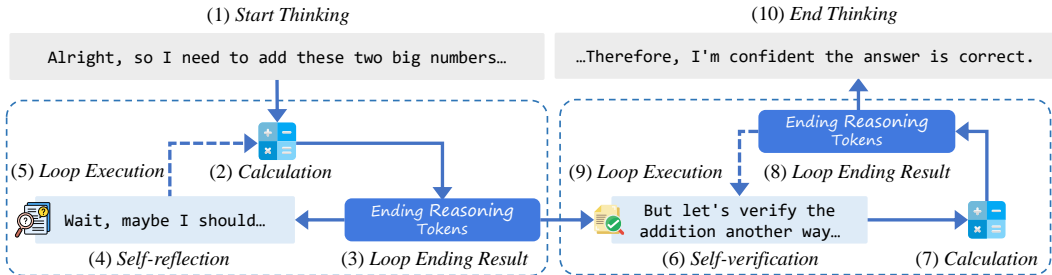 (1) Start Thinking
Alright, so I need to add these two big numbers…
(5) Loop Execution
(2) Calculation
Wait, maybe I should…
Ending Reasoning
Tokens
(4) Self-reflection
(3) Loop Ending Result
(10) End Thinking
…Therefore, I'm confident the answer is correct.
Ending Reasoning
Tokens
(9) Loop Execution
(8) Loop Ending Result
But let's verify the
addition another way…
(6) Self-verification
(7) Calculation